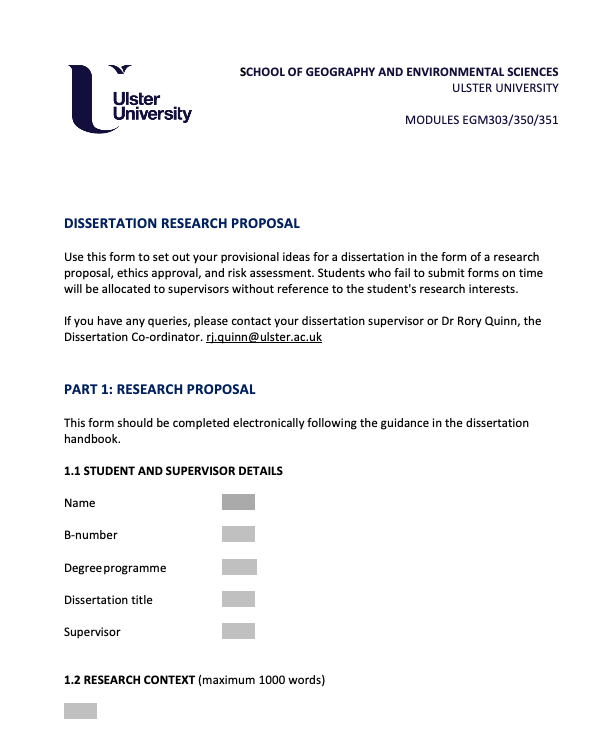 Ulster
University
SCHOOL OF GEOGRAPHY AND ENVIRONMENTAL SCIENCES
ULSTER UNIVERSITY
MODULES EGM303/350/351
DISSERTATION RESEARCH PROPOSAL
Use this form to set out your provisional ideas for a dissertation in the form of a research
proposal, ethics approval, and risk assessment. Students who fail to submit forms on time
will be allocated to supervisors without reference to the student's research interests.
If you have any queries, please contact your dissertation supervisor or Dr Rory Quinn, the
Dissertation Co-ordinator. rj.quinn@ulster.ac.uk
PART 1: RESEARCH PROPOSAL
This form should be completed electronically following the guidance in the dissertation
handbook.
1.1 STUDENT AND SUPERVISOR DETAILS
Name
B-number
Degree programme
Dissertation title
Supervisor
1.2 RESEARCH CONTEXT (maximum 1000 words)